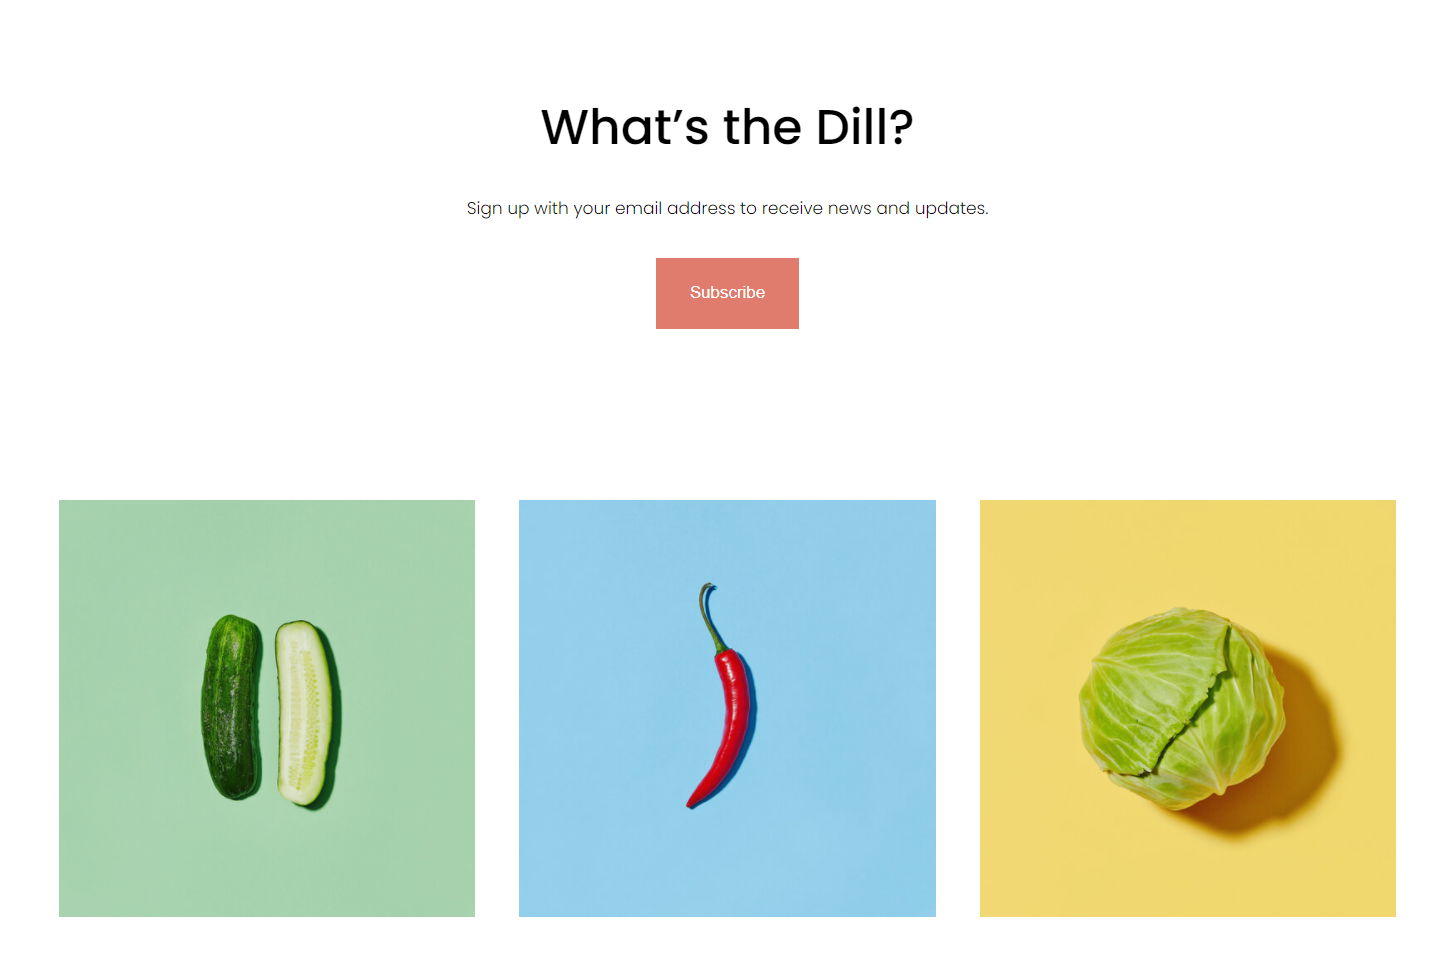 What’s the Dill?
Sign up with your email address to receive news and updates.
Subscribe